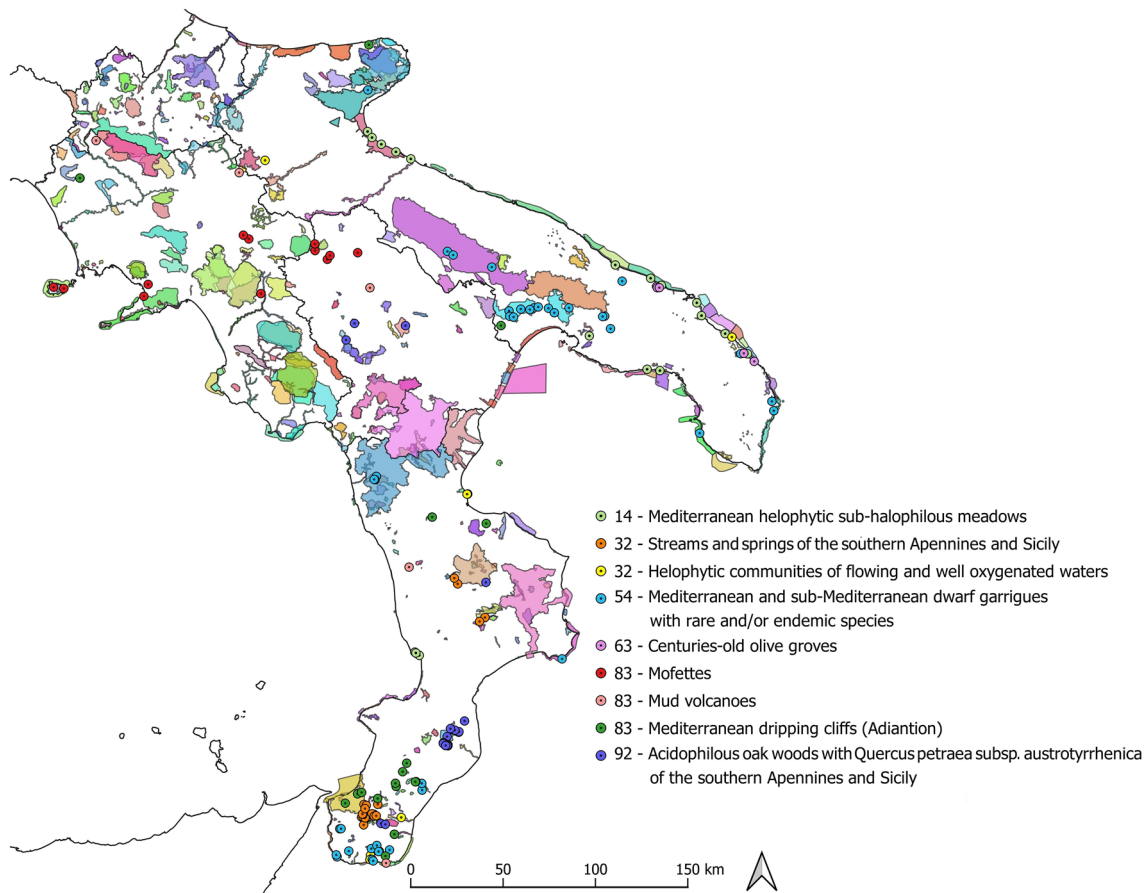 14 - Mediterranean helophytic sub-halophilous meadows
32 - Streams and springs of the southern Apennines and Sicily
32 - Helophytic communities of flowing and well oxygenated waters
54 - Mediterranean and sub-Mediterranean dwarf garrigues
with rare and/or endemic species
63 - Centuries-old olive groves
83 - Mofettes
83 - Mud volcanoes
83 - Mediterranean dripping cliffs (Adiantion)
92 - Acidophilous oak woods with Quercus petraea subsp. austrotyrrhenica
of the southern Apennines and Sicily
0 50 100 150 km